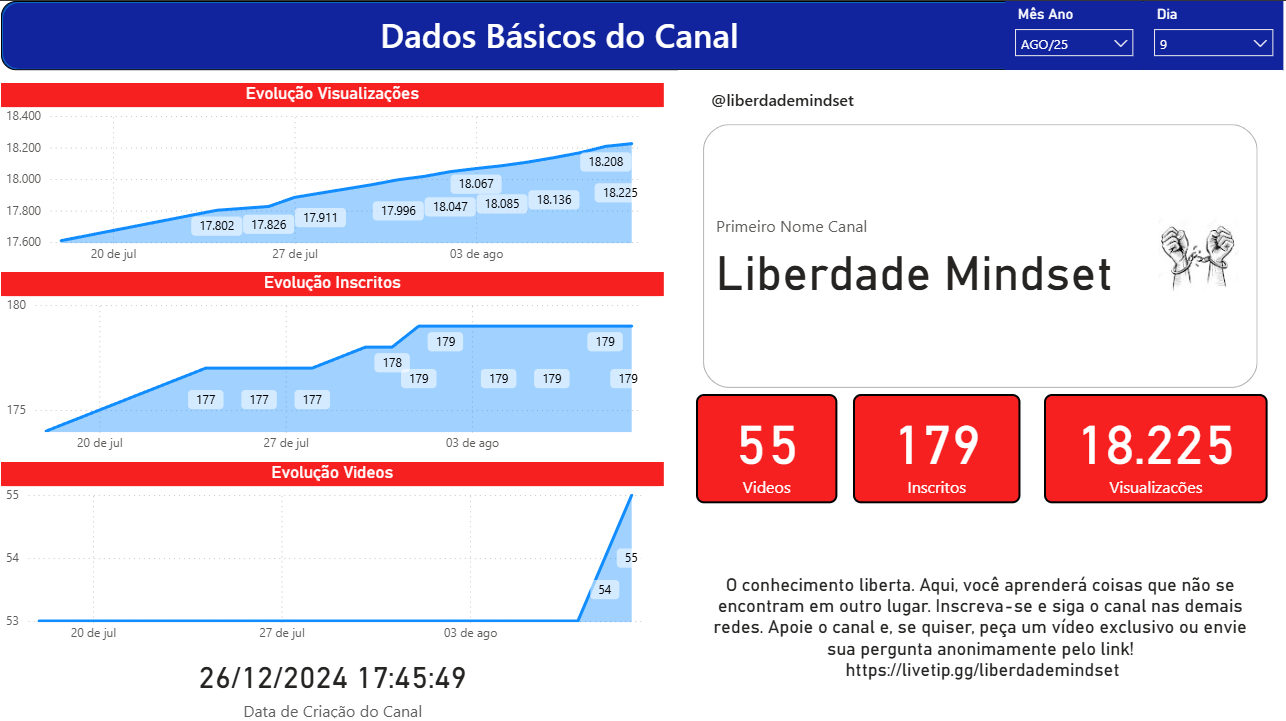 Dados Básicos do Canal
Mês Ano
Dia
AGO/25
9
Evolução Visualizações
18.400
18.200
18.000
17.800
17.600
17.802
17.826
17.911
17.996
18.047
18.067
18.085
18.136
18.208
18.225
20 de jul
27 de jul
03 de ago
Evolução Inscritos
180
175
177
177
177
178
179
179
179
179
179
179
20 de jul
27 de jul
03 de ago
Evolução Videos
55
54
53
54
55
20 de jul
27 de jul
03 de ago
26/12/2024 17:45:49
Data de Criação do Canal
@liberdademindset
Primeiro Nome Canal
Liberdade Mindset
55
Videos
179
Inscritos
18.225
Visualizacões
O conhecimento liberta. Aqui, você aprenderá coisas que não se
encontram em outro lugar. Inscreva-se e siga o canal nas demais
redes. Apoie o canal e, se quiser, peça um vídeo exclusivo ou envie
sua pergunta anonimamente pelo link!
https://livetip.gg/liberdademindset